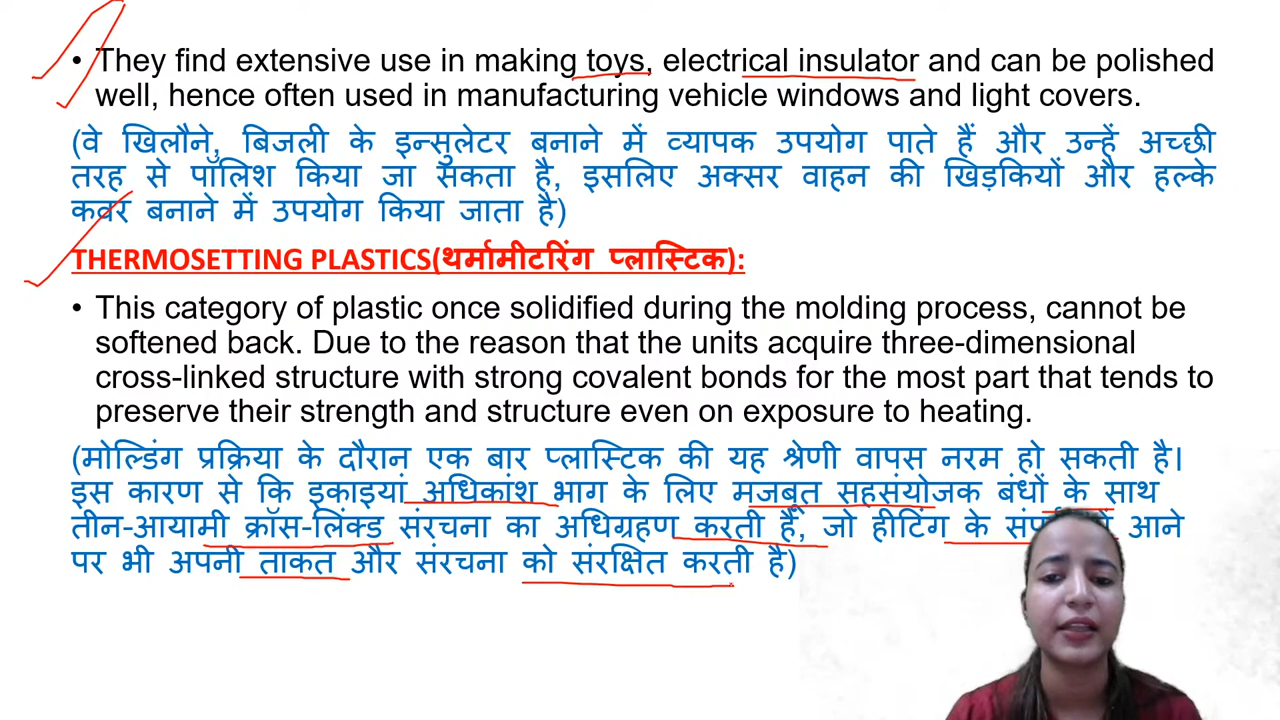 • They find extensive use in making toys, electrical insulator and can be polished
well, hence often used in manufacturing vehicle windows and light covers.
(वे खिलौने, बिजली के इन्सुलेटर बनाने में व्यापक उपयोग पाते हैं और उन्हें अच्छी
तरह से पॉलिश किया जा सकता है, इसलिए अक्सर वाहन की खिड़कियों और हल्के
कवर बनाने में उपयोग किया जाता है)
THERMOSETTING PLASTICS(थर्मामीटरिंग प्लास्टिक):
• This category of plastic once solidified during the molding process, cannot be
softened back. Due to the reason that the units acquire three-dimensional
cross-linked structure with strong covalent bonds for the most part that tends to
preserve their strength and structure even on exposure to heating.
(मोल्डिंग प्रक्रिया के दौरान एक बार प्लास्टिक की यह श्रेणी वापस नरम हो सकती है।
इस कारण से कि इकाइयां अधिकांश भाग के लिए मजबूत सहसंयोजक बंधों के साथ
तीन-आयामी क्रॉस-लिंक्ड संरचना का अधिग्रहण करती हैं, जो हीटिंग के आने
पर भी अपनी ताकत और संरचना को संरक्षित करती है)